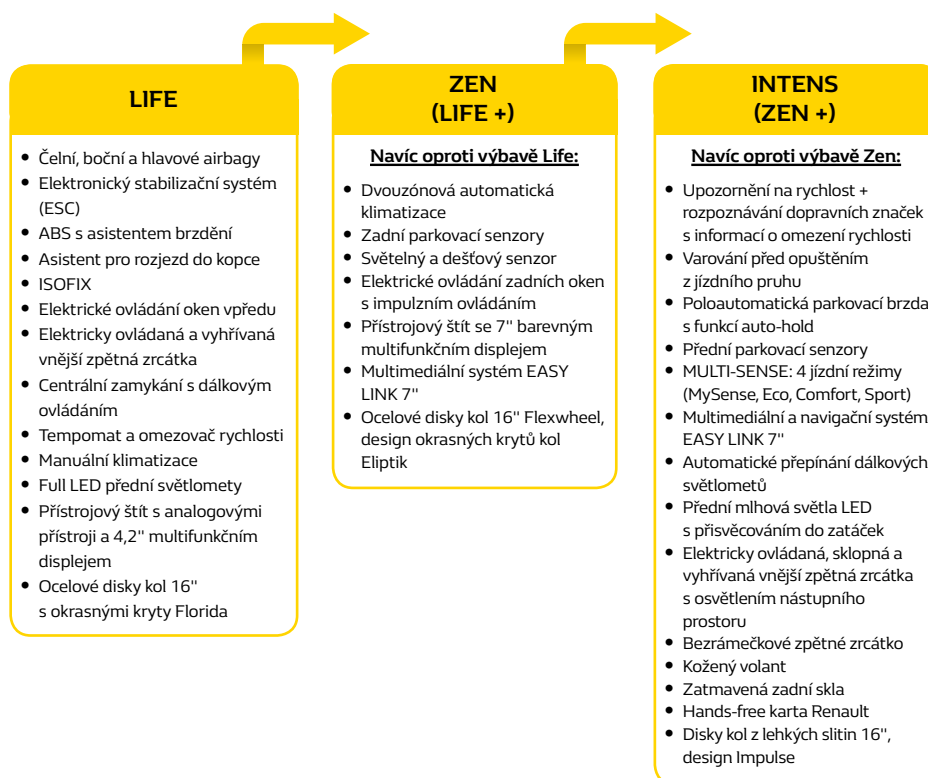 LIFE
• Čelní, boční a hlavové airbagy
• Elektronický stabilizační systém
(ESC)
• ABS s asistentem brzdění
• Asistent pro rozjezd do kopce
• ISOFIX
• Elektrické ovládání oken vpředu
• Elektricky ovládaná a vyhřívaná
vnější zpětná zrcátka
• Centrální zamykání s dálkovým
ovládáním
• Tempomat a omezovač rychlosti
• Manuální klimatizace
• Full LED přední světlomety
• Přístrojový štít s analogovými
přístroji a 4,2" multifunkčním
displejem
• Ocelové disky kol 16"
s okrasnými kryty Florida
ZEN
(LIFE +)
Navíc oproti výbavě Life:
• Dvouzónová automatická
klimatizace
• Zadní parkovací senzory
• Světelný a dešťový senzor
• Elektrické ovládání zadních oken
s impulzním ovládáním
• Přístrojový štít se 7" barevným
multifunkčním displejem
• Multimediální systém EASY
LINK 7"
• Ocelové disky kol 16" Flexwheel,
design okrasných krytů kol
Eliptik
INTENS
(ZEN +)
Navíc oproti výbavě Zen:
• Upozornění na rychlost +
rozpoznávání dopravních značek
s informací o omezení rychlosti
• Varování před opuštěním
z jízdního pruhu
• Poloautomatická parkovací brzda
s funkcí auto-hold
• Přední parkovací senzory
• MULTI-SENSE: 4 jízdní režimy
(MySense, Eco, Comfort, Sport)
• Multimediální a navigační systém
EASY LINK 7"
• Automatické přepínání dálkových
světlometů
• Přední mlhová světla LED
s přisvěcováním do zatáček
• Elektricky ovládaná, sklopná a
vyhřívaná vnější zpětná zrcátka
s osvětlením nástupního
prostoru
• Bezrámečkové zpětné zrcátko
• Kožený volant
• Zatmavená zadní skla
• Hands-free karta Renault
• Disky kol z lehkých slitin 16",
design Impulse